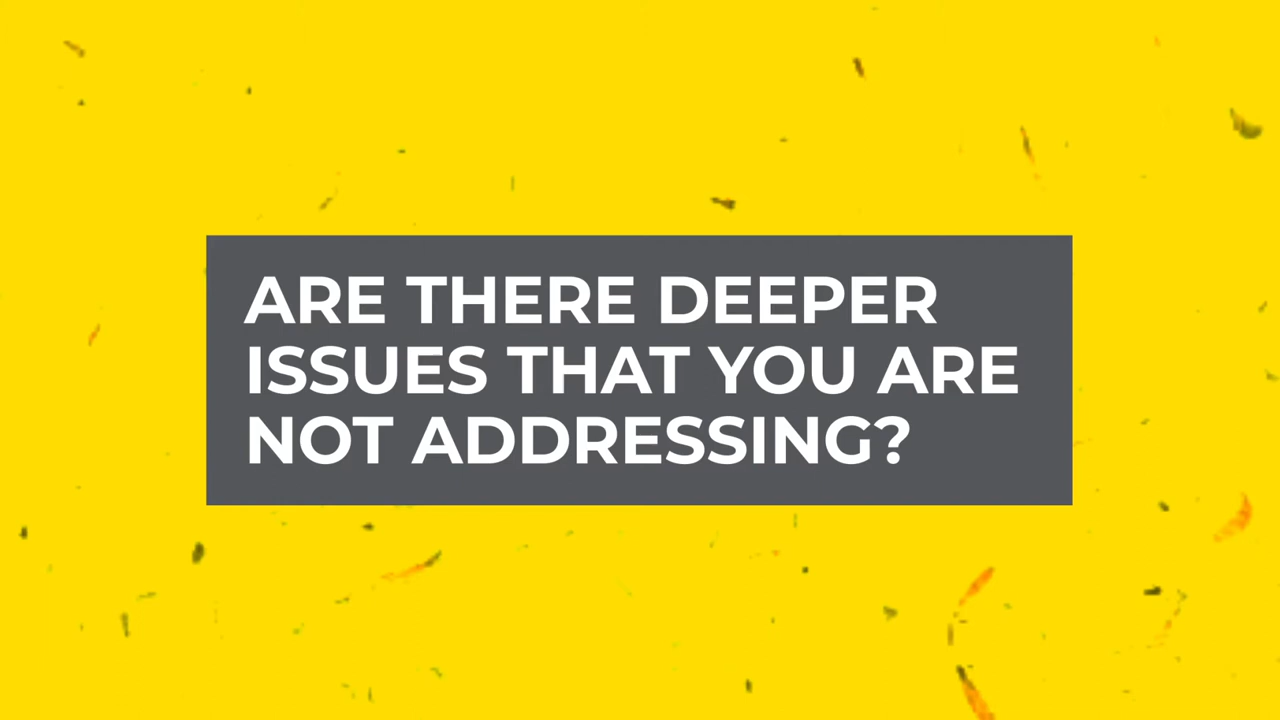 ARE THERE DEEPER
ISSUES THAT YOU ARE
NOT ADDRESSING?